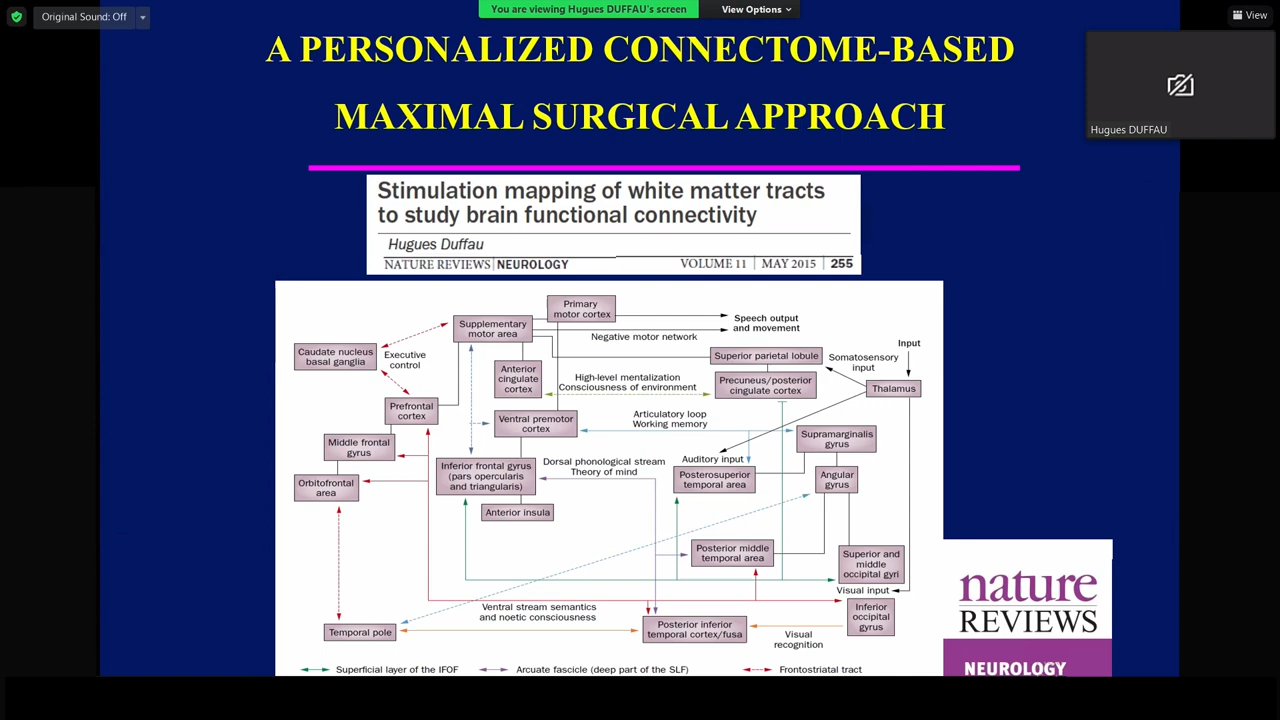 Original Sound: Off
You are viewing Hugues DUFFAU's screen
View Options
View
Hugues DUFFAU
A PERSONALIZED CONNECTOME-BASED
MAXIMAL SURGICAL APPROACH
Stimulation mapping of white matter tracts
to study brain functional connectivity
Hugues Duffau
NATURE REVIEWS | NEUROLOGY
VOLUME 11 | MAY 2015 | 255
Primary
motor cortex
Supplementary
motor area
Speech output
and movement
Negative motor network
Caudate nucleus
basal ganglia
Executive
control
Anterior
cingulate
cortex
High-level mentalization
Consciousness of environment
Superior parietal lobule
Precuneus/posterior
cingulate cortex
Somatosensory
input
Input
Thalamus
Prefrontal
cortex
Ventral premotor
cortex
Articulatory loop
Working memory
Middle frontal
gyrus
Supramarginalis
gyrus
Auditory input
Inferior frontal gyrus
(pars opercularis
and triangularis)
Dorsal phonological stream
Theory of mind
Posterosuperior
temporal area
Angular
gyrus
Orbitofrontal
area
Anterior insula
Posterior middle
temporal area
Superior and
middle
occipital gyri
Visual input
Ventral stream semantics
and noetic consciousness
Inferior
occipital
gyrus
Temporal pole
Posterior inferior
temporal cortex/fusa
Visual
recognition
Superficial layer of the IFOF
Arcuate fascicle (deep part of the SLF)
Frontostriatal tract
nature
REVIEWS
NEUROLOGY